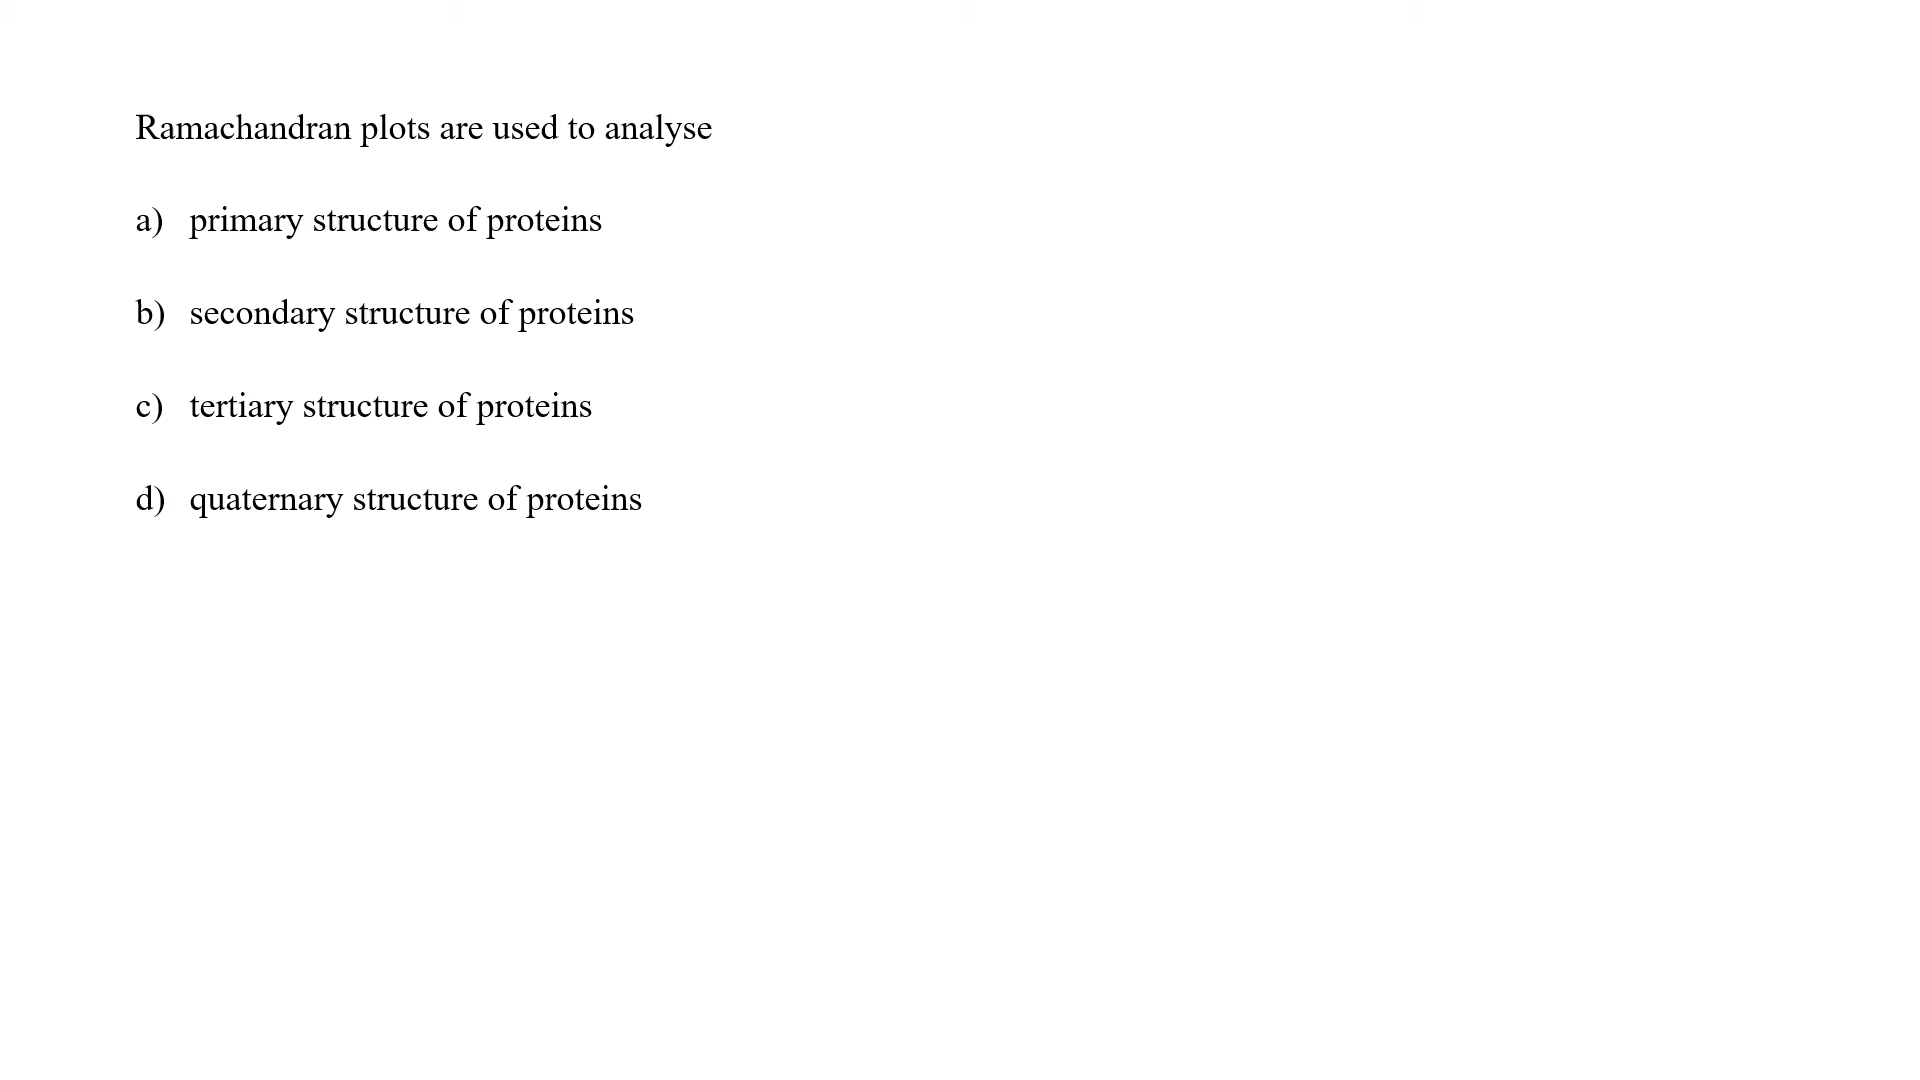 Ramachandran plots are used to analyse
a) primary structure of proteins
b) secondary structure of proteins
c) tertiary structure of proteins
d) quaternary structure of proteins